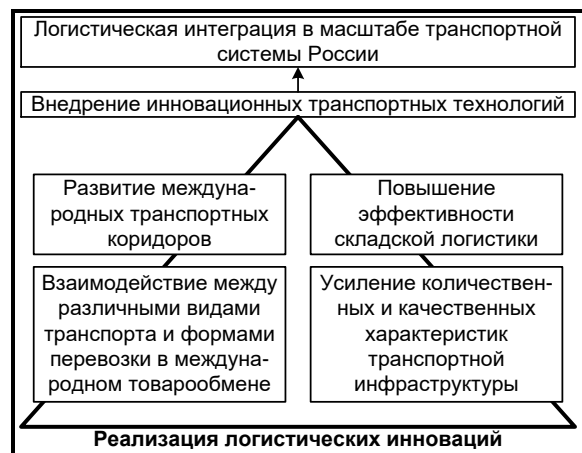 Логистическая интеграция в масштабе транспортной
системы России
Внедрение инновационных транспортных технологий
Развитие междуна-
родных транспортных
коридоров
Повышение
эффективности
складской логистики
Взаимодействие между
различными видами
транспорта и формами
перевозки в междуна-
родном товарообмене
Усиление количествен-
ных и качественных
характеристик
транспортной
инфраструктуры
Реализация логистических инноваций